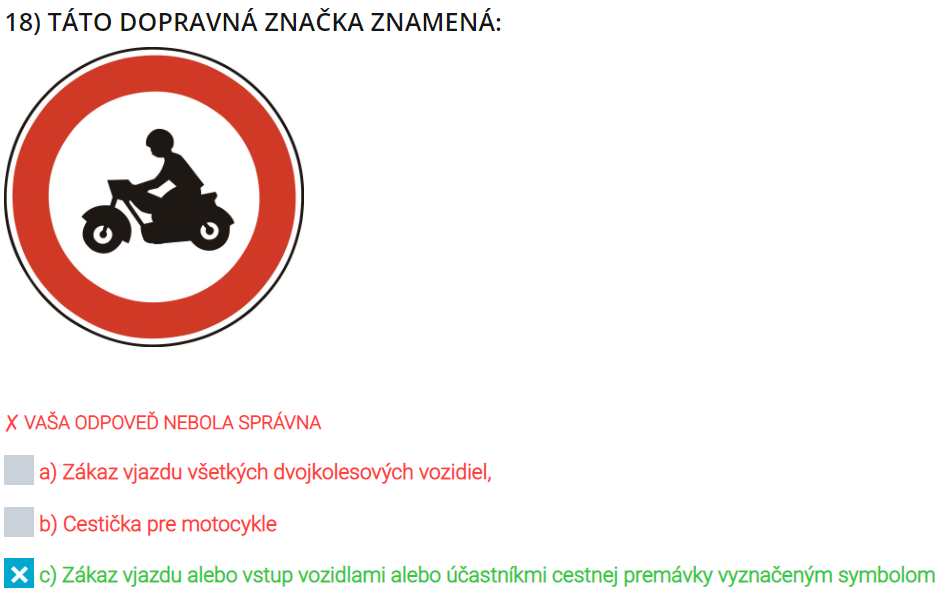 18) TÁTO DOPRAVNÁ ZNAČKA ZNAMENÁ:
✗ VAŠA ODPOVEĎ NEBOLA SPRÁVNA
a) Zákaz vjazdu všetkých dvojkolesových vozidiel,
b) Cestička pre motocykle
c) Zákaz vjazdu alebo vstup vozidlami alebo účastníkmi cestnej premávky vyznačeným symbolom